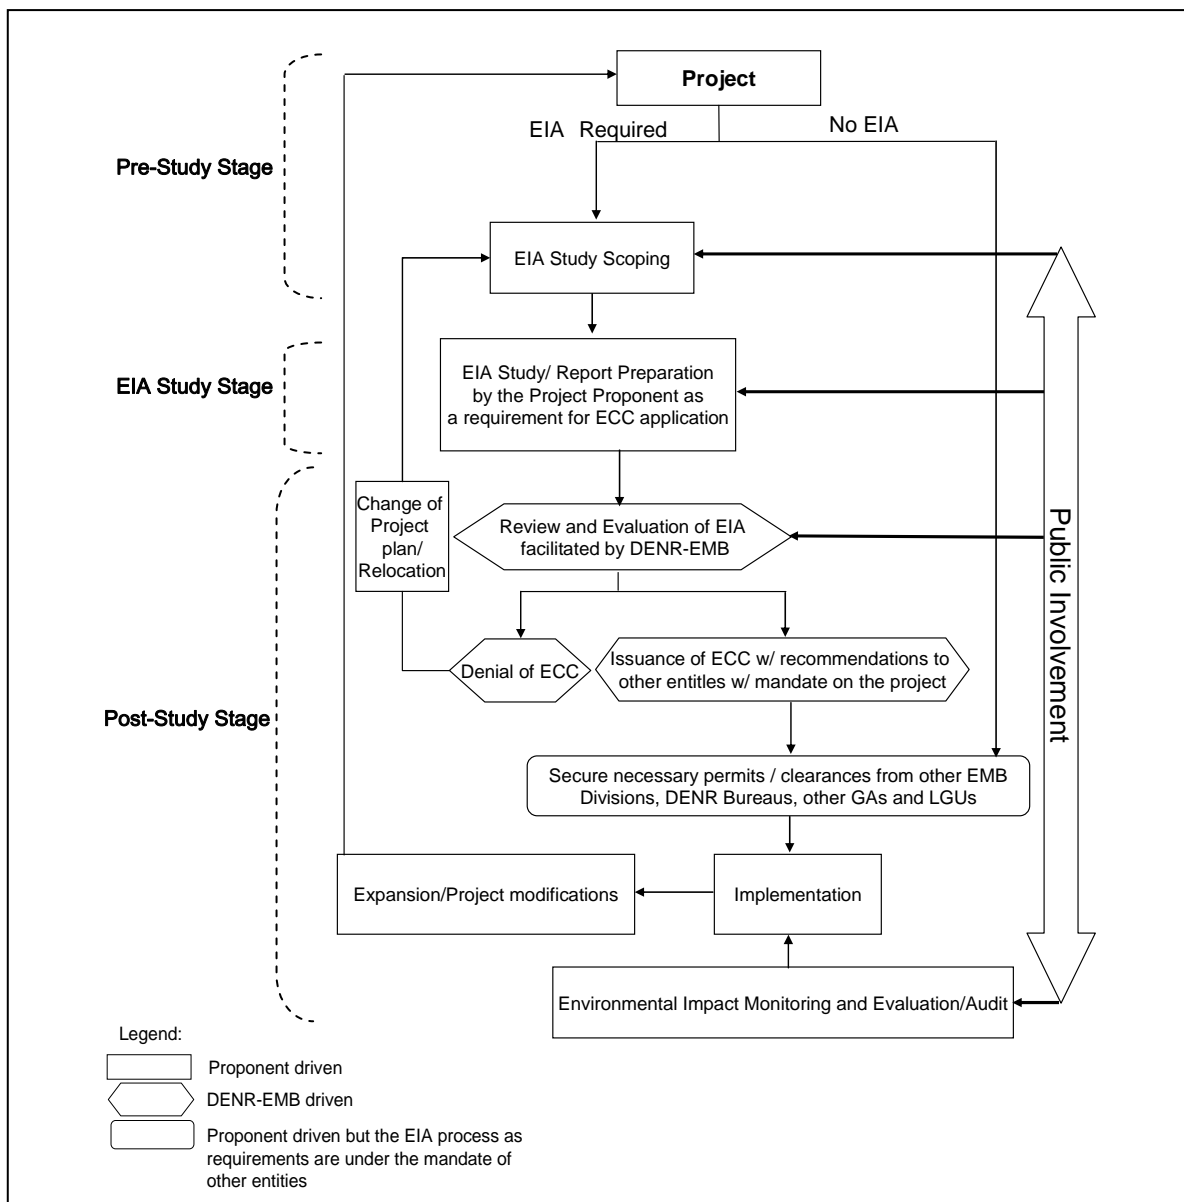 Project
EIA Required
No EIA
Pre-Study Stage
EIA Study Scoping
EIA Study Stage
EIA Study/ Report Preparation
by the Project Proponent as
a requirement for ECC application
Change of
Project
plan/
Relocation
Review and Evaluation of EIA
facilitated by DENR-EMB
Public Involvement
Denial of ECC
Issuance of ECC w/ recommendations to
other entitles w/ mandate on the project
Post-Study Stage
Secure necessary permits / clearances from other EMB
Divisions, DENR Bureaus, other GAs and LGUs
Expansion/Project modifications
Implementation
Environmental Impact Monitoring and Evaluation/Audit
Legend:
Proponent driven
DENR-EMB driven
Proponent driven but the EIA process as
requirements are under the mandate of
other entities